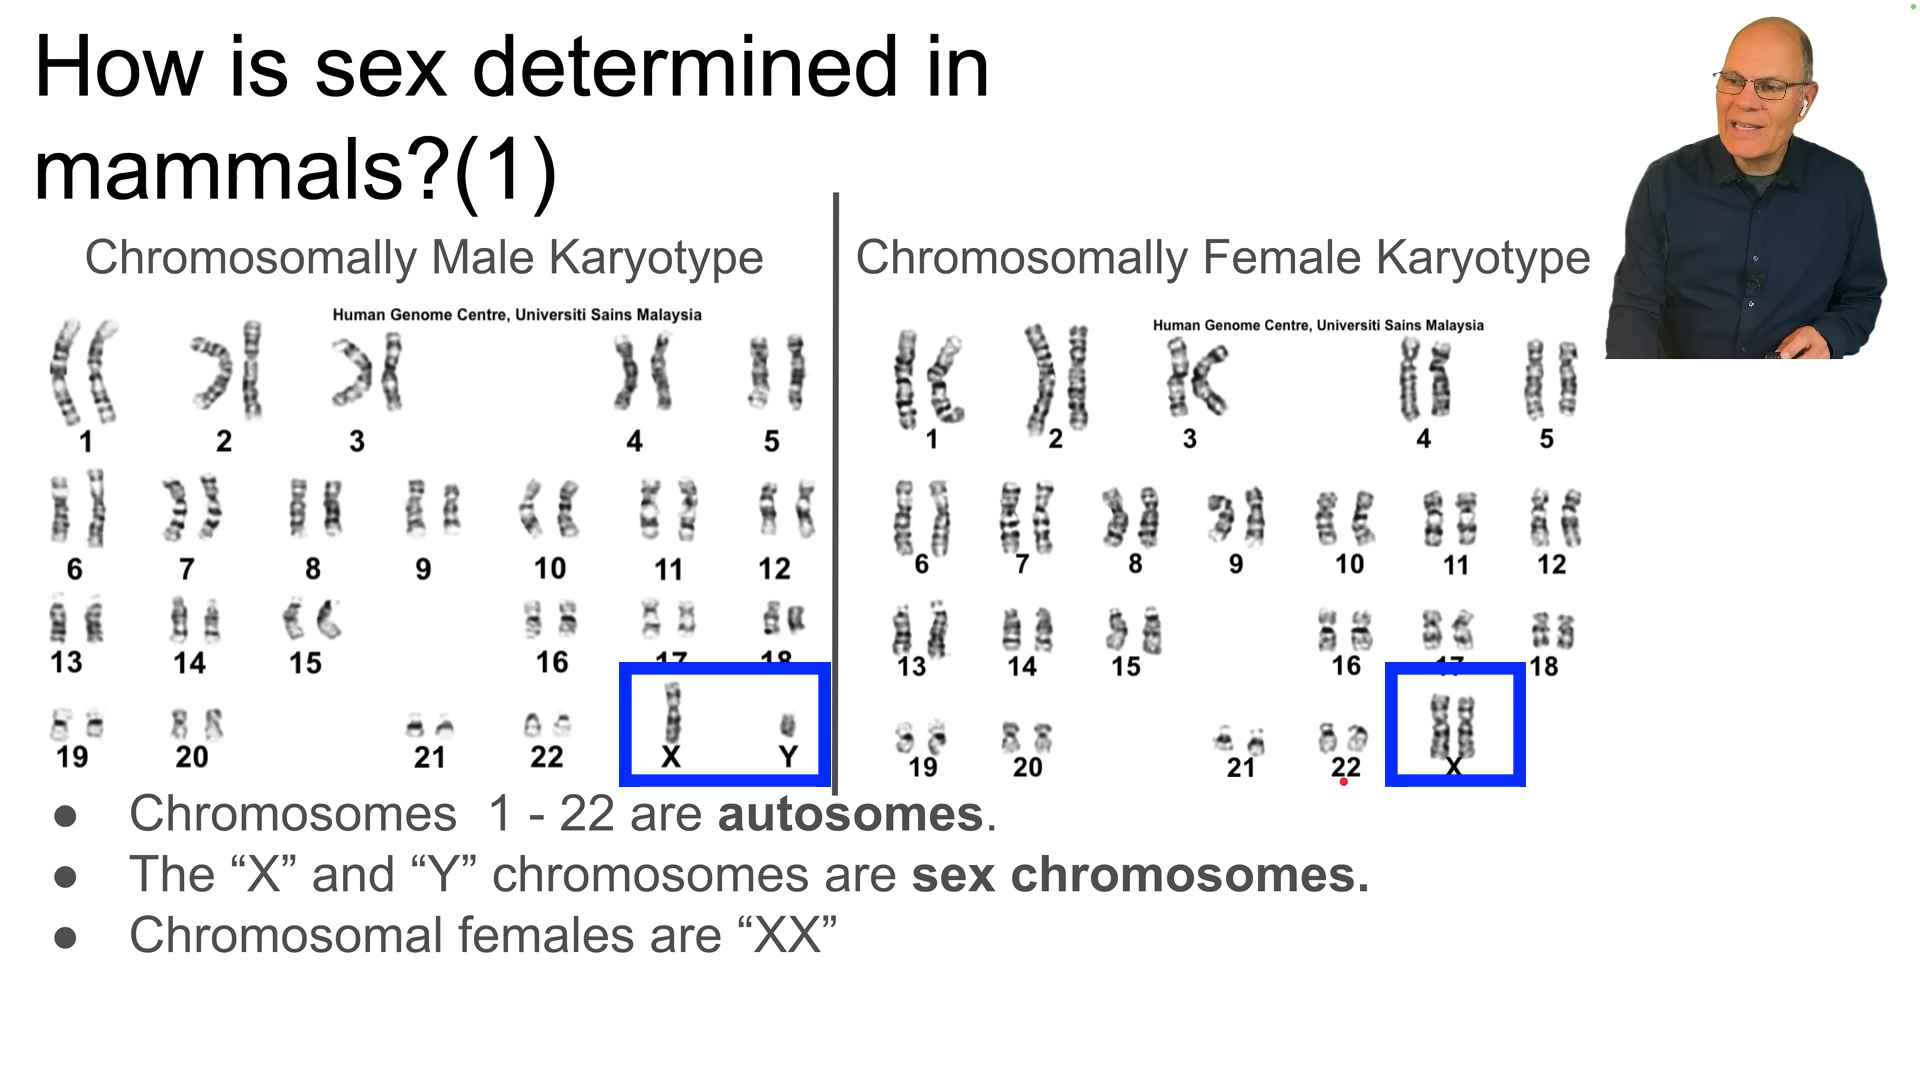 How is sex determined in
mammals?(1)
Chromosomally Male Karyotype
Human Genome Centre, Universiti Sains Malaysia
1 2 3 4 5
6 7 8 9 10 11 12
13 14 15 16 17 18
19 20 21 22 X Y
Chromosomally Female Karyotype
Human Genome Centre, Universiti Sains Malaysia
1 2 3 4 5
6 7 8 9 10 11 12
13 14 15 16 17 18
19 20 21 22 X
● Chromosomes 1 - 22 are autosomes.
● The “X” and “Y” chromosomes are sex chromosomes.
● Chromosomal females are “XX”